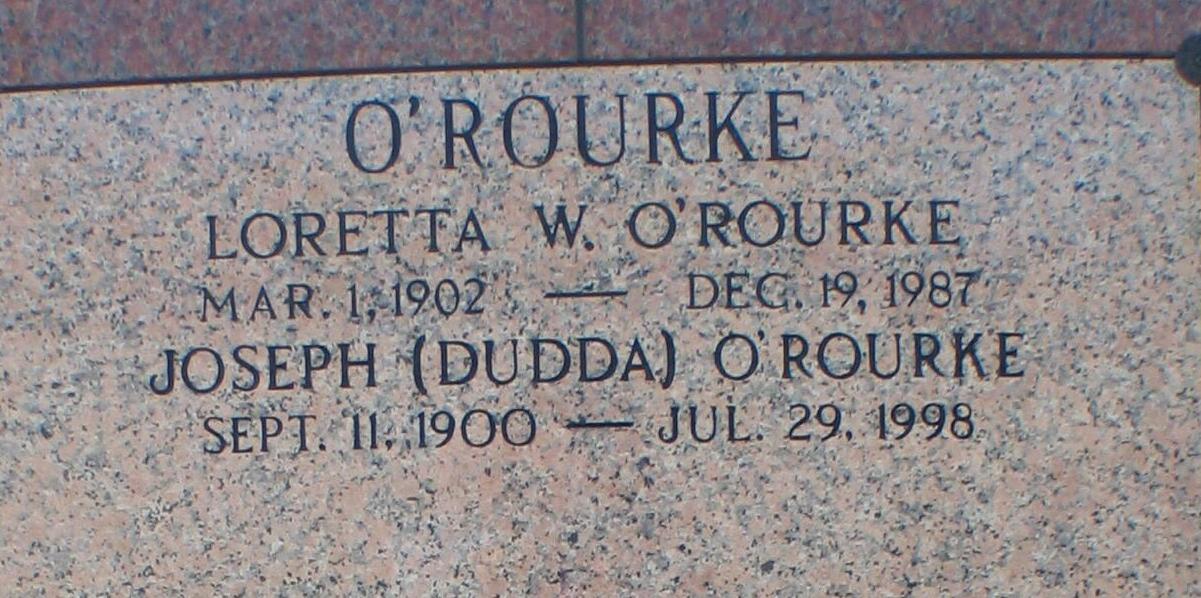 O'ROURKE
LORETTA W. O'ROURKE
MAR. 1, 1902 — DEC. 19, 1987
JOSEPH (DUDDA) O'ROURKE
SEPT. 11, 1900 — JUL. 29, 1998